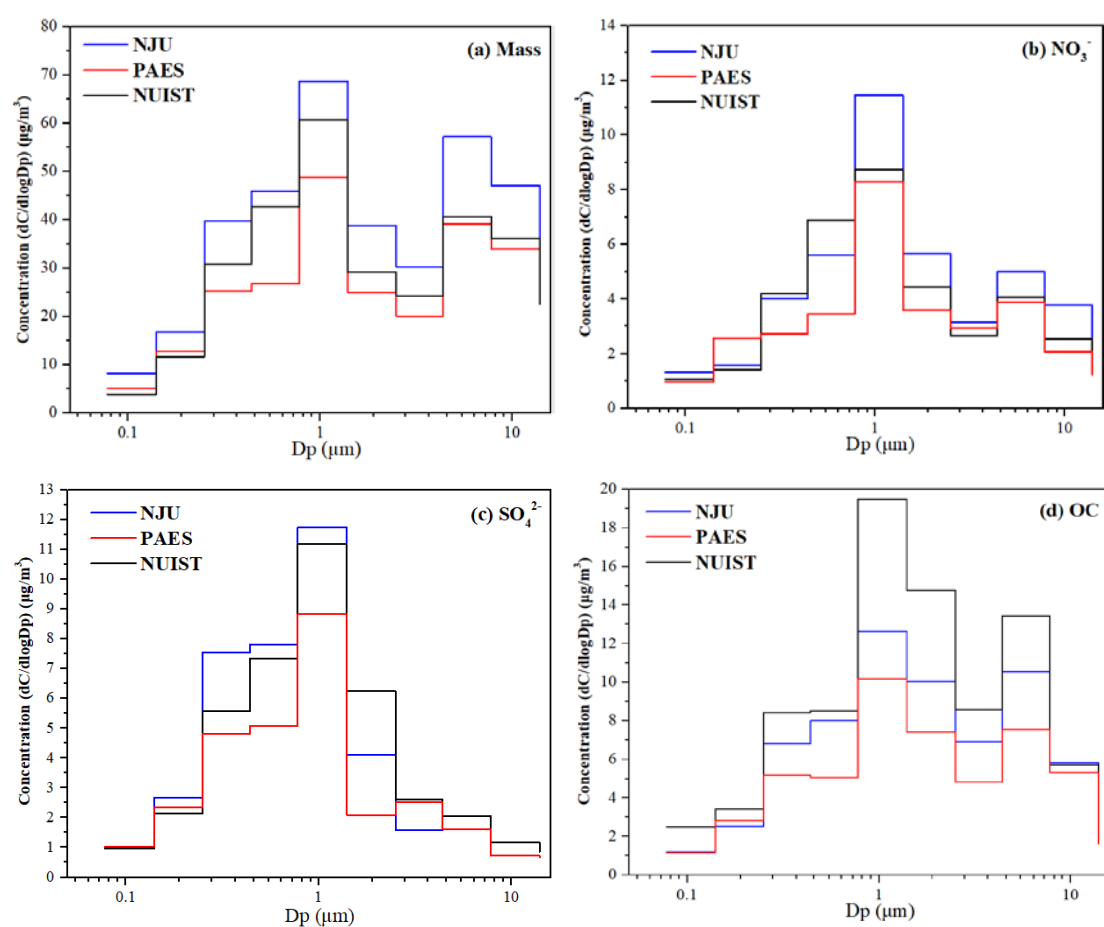 80
70
60
50
40
30
20
10
0
Concentration (dC/dlogDp) (µg/m³)
NJU
PAES
NUIST
(a) Mass
0.1
1
10
Dp (µm)
14
12
10
8
6
4
2
0
Concentration (dC/dlogDp) (µg/m³)
NJU
PAES
NUIST
(b) NO₃⁻
0.1
1
10
Dp (µm)
13
12
11
10
9
8
7
6
5
4
3
2
1
0
Concentration (dC/dlogDp) (µg/m³)
NJU
PAES
NUIST
(c) SO₄²⁻
0.1
1
10
Dp (µm)
20
18
16
14
12
10
8
6
4
2
0
Concentration (dC/dlogDp) (µg/m³)
NJU
PAES
NUIST
(d) OC
0.1
1
10
Dp (µm)